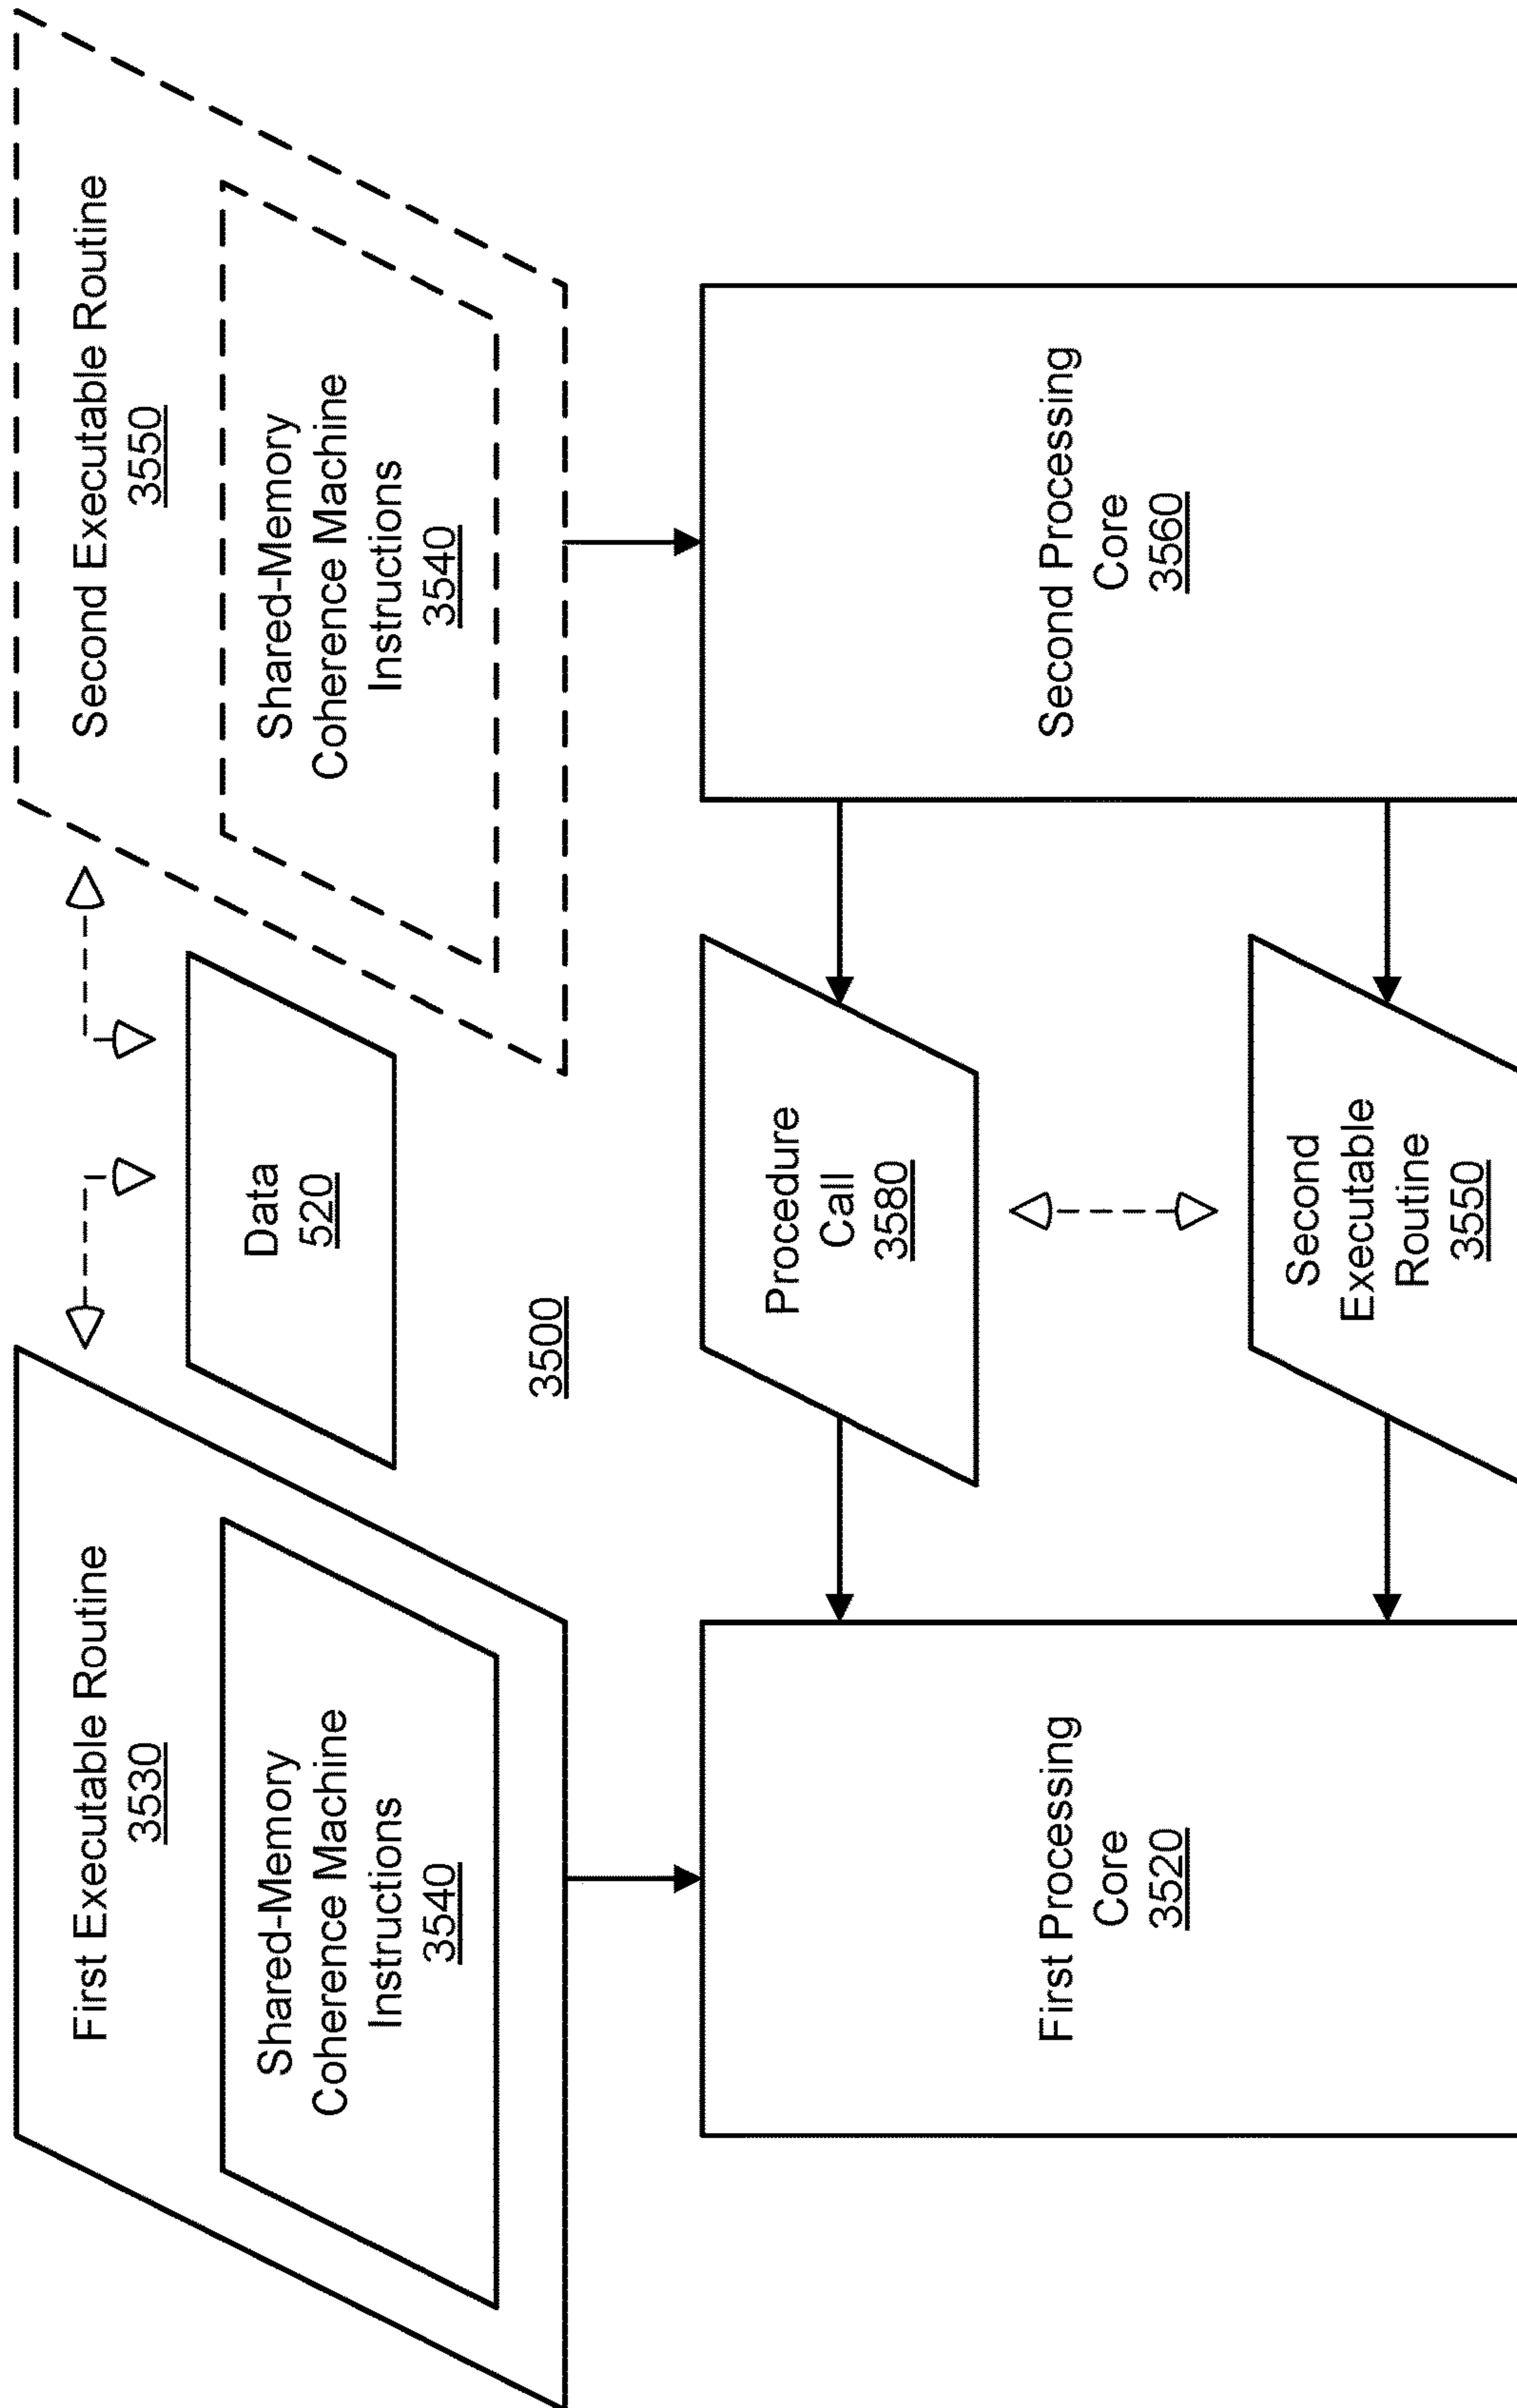 First Executable Routine
3530
Shared-Memory
Coherence Machine
Instructions
3540
Data
520
3500
Second Executable Routine
3550
Shared-Memory
Coherence Machine
Instructions
3540
First Processing
Core
3520
Procedure
Call
3580
Second
Executable
Routine
3550
Second Processing
Core
3560